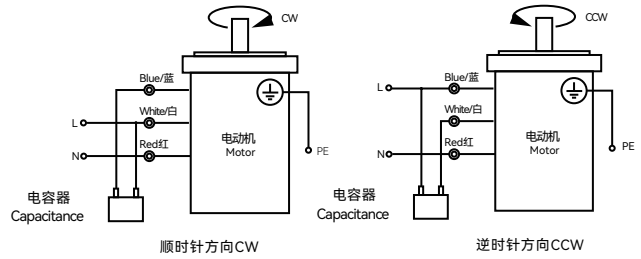 CW
Blue/蓝
White/白
Red红
L
N
电动机
Motor
PE
电容器
Capacitance
顺时针方向CW
CCW
Blue/蓝
White/白
Red红
L
N
电动机
Motor
PE
电容器
Capacitance
逆时针方向CCW